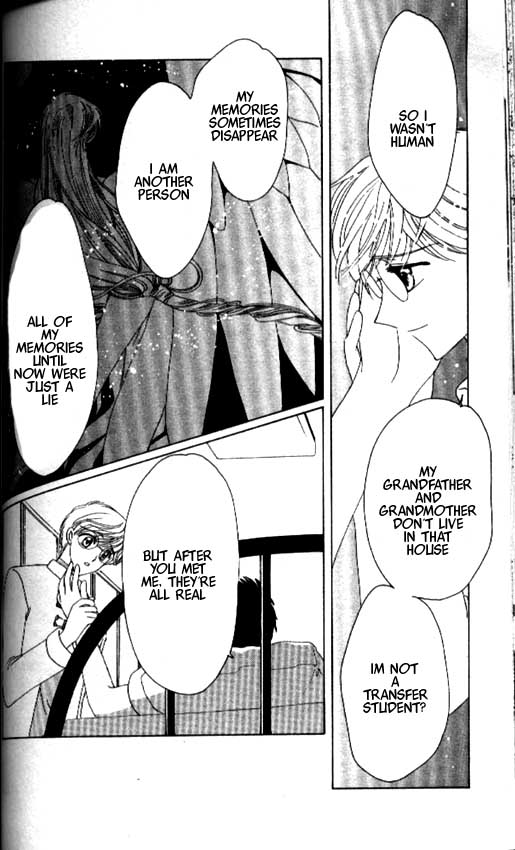 SO I
WASN'T
HUMAN
MY
GRANDFATHER
AND
GRANDMOTHER
DON'T LIVE
IN THAT
HOUSE
IM NOT
A
TRANSFER
STUDENT?
MY
MEMORIES
SOMETIMES
DISAPPEAR
I AM
ANOTHER
PERSON
ALL OF
MY
MEMORIES
UNTIL
NOW WERE
JUST A
LIE
BUT AFTER
YOU MET
ME. THEY'RE
ALL REAL